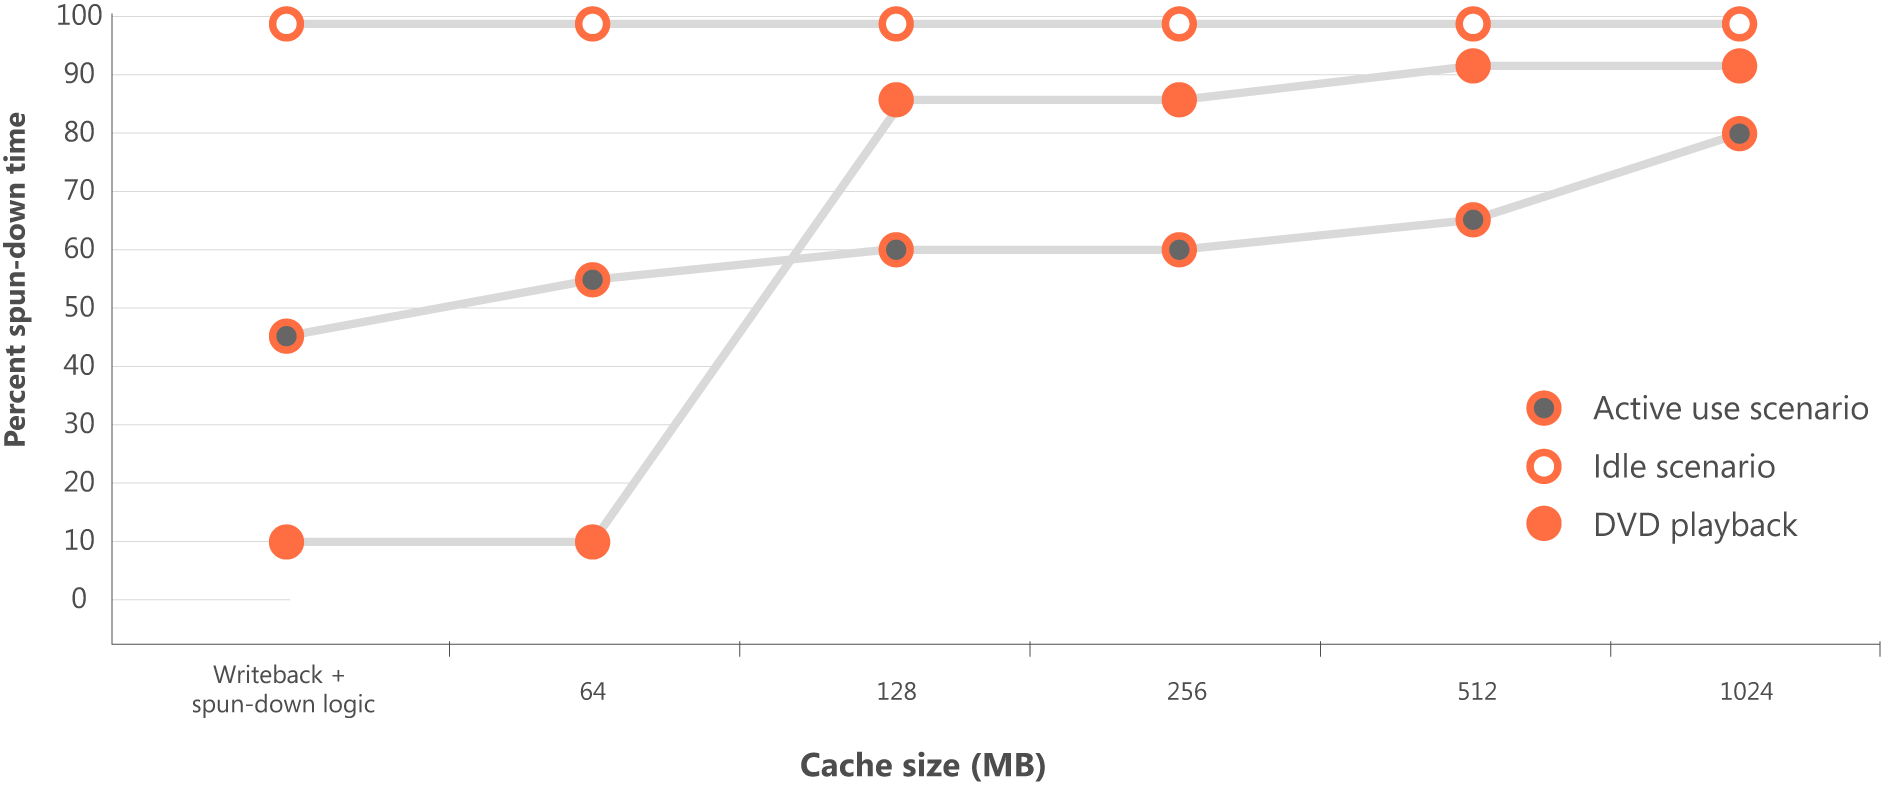 Percent spun-down time
100
90
80
70
60
50
40
30
20
10
0
Active use scenario
Idle scenario
DVD playback
Writeback +
spun-down logic
64
128
256
512
1024
Cache size (MB)